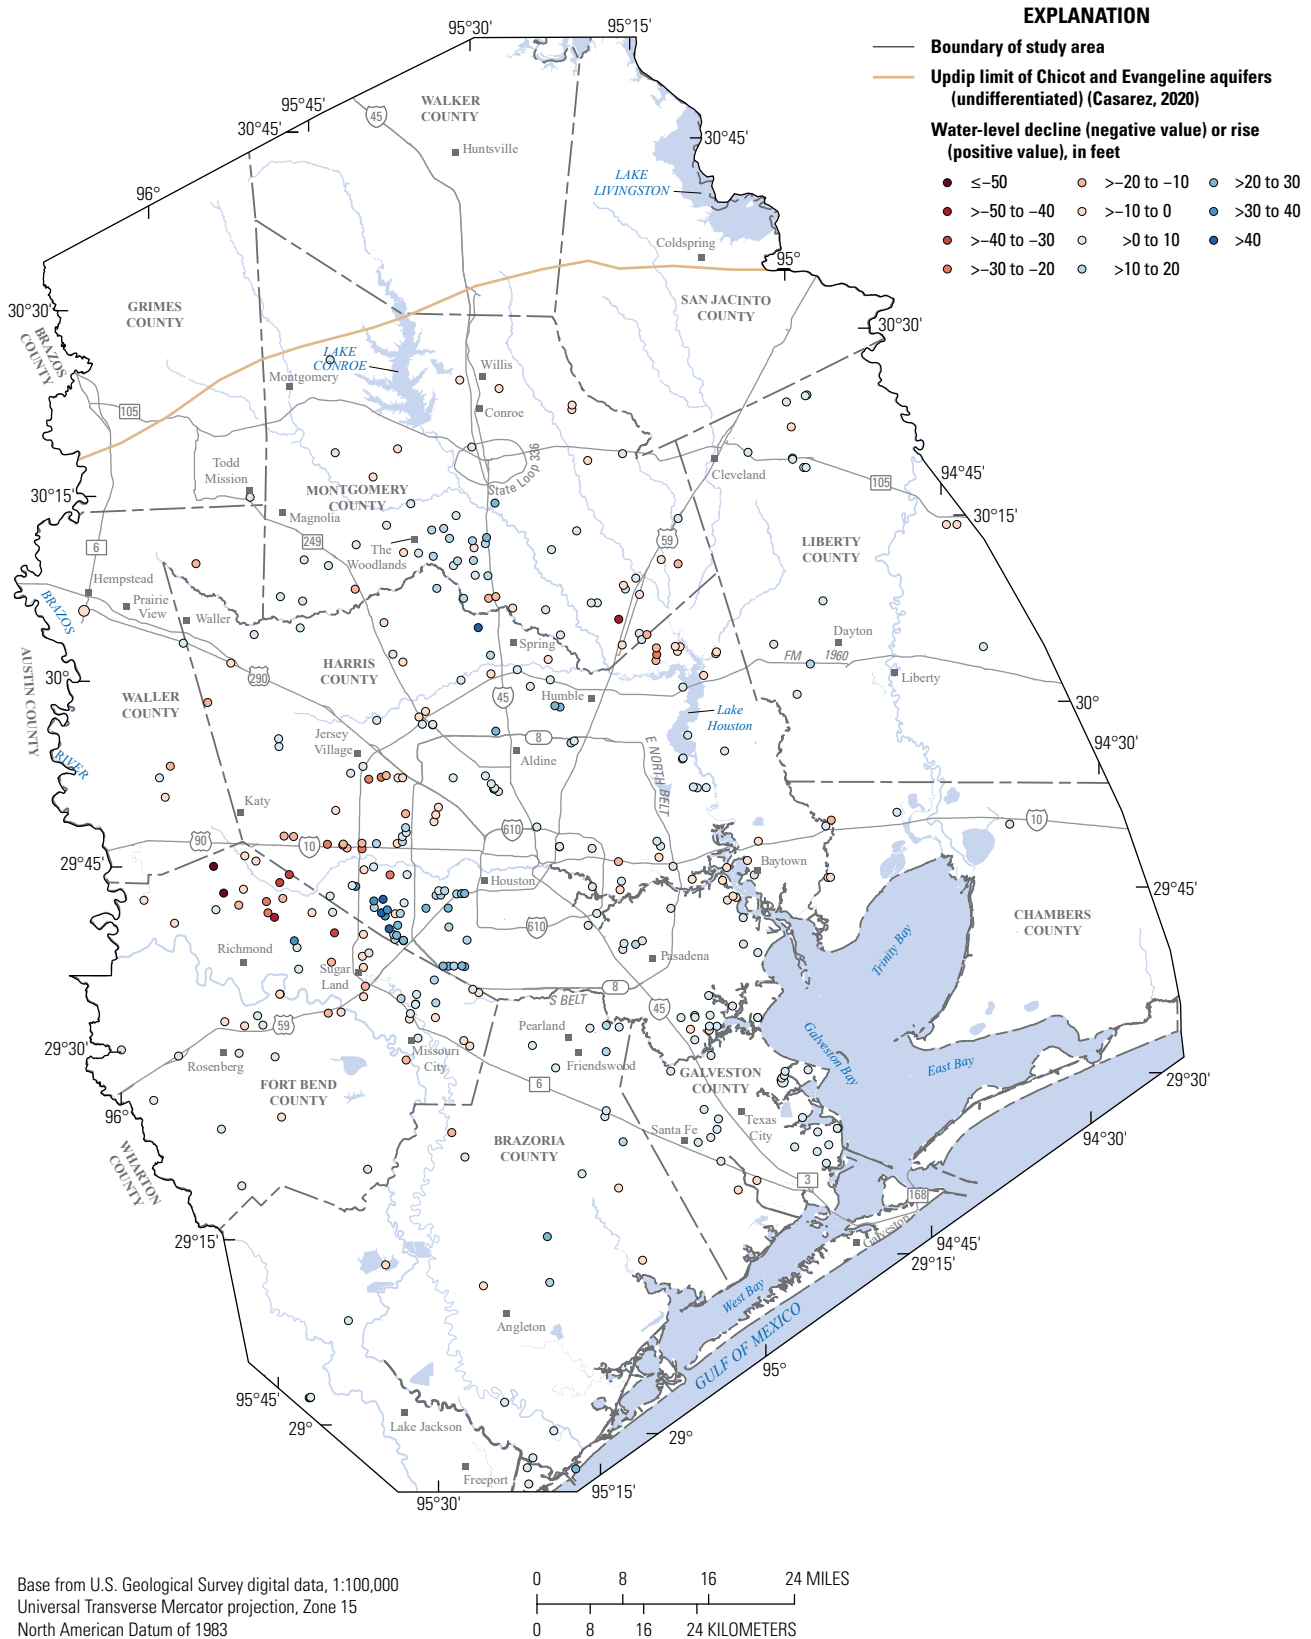 EXPLANATION
Boundary of study area
Updip limit of Chicot and Evangeline aquifers
(undifferentiated) (Casarez, 2020)
Water-level decline (negative value) or rise
(positive value), in feet
≤−50
>−50 to −40
>−40 to −30
>−30 to −20
>−20 to −10
>−10 to 0
>0 to 10
>10 to 20
>20 to 30
>30 to 40
>40
95°30'
95°15'
95°45'
30°45'
WALKER
COUNTY
45
Huntsville
30°45'
LAKE
LIVINGSTON
96°
Coldspring
95°
SAN JACINTO
COUNTY
GRIMES
COUNTY
30°30'
30°30'
BRAZOS
COUNTY
LAKE
CONROE
Montgomery
Willis
Conroe
105
State Loop 336
Todd
Mission
Cleveland
94°45'
105
30°15'
MONTGOMERY
COUNTY
Magnolia
30°15'
249
The
Woodlands
59
LIBERTY
COUNTY
6
Hempstead
Prairie
View
Waller
BRAZOS
RIVER
AUSTIN COUNTY
Spring
Dayton
FM 1960
Liberty
30°
HARRIS
COUNTY
290
WALLER
COUNTY
45
Humble
Lake
Houston
30°
Jersey
Village
8
Aldine
E NORTH BELT
94°30'
Katy
90
10
610
10
29°45'
Baytown
Houston
29°45'
CHAMBERS
COUNTY
610
Richmond
Pasadena
Trinity Bay
Sugar
Land
8
S BELT
45
59
Pearland
Galveston Bay
29°30'
Rosenberg
Missouri
City
Friendswood
East Bay
GALVESTON
COUNTY
29°30'
FORT BEND
COUNTY
6
96°
Texas
City
94°30'
Santa Fe
BRAZORIA
COUNTY
WHARTON
COUNTY
3
168
Galveston
29°15'
94°45'
29°15'
West Bay
Angleton
GULF OF MEXICO
95°
95°45'
29°
Lake Jackson
29°
Freeport
95°30'
95°15'
Base from U.S. Geological Survey digital data, 1:100,000
Universal Transverse Mercator projection, Zone 15
North American Datum of 1983
0 8 16 24 MILES
0 8 16 24 KILOMETERS